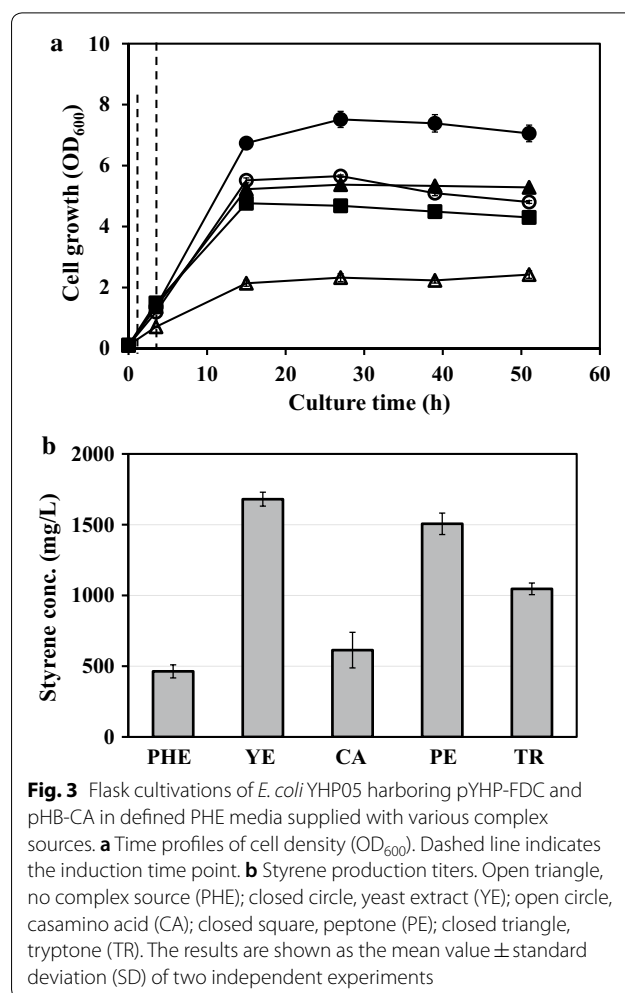 a
10
8
6
4
2
0
Cell growth (OD600)
0 10 20 30 40 50 60
Culture time (h)
b
2000
1500
1000
500
0
Styrene conc. (mg/L)
PHE YE CA PE TR
Fig. 3 Flask cultivations of E. coli YHP05 harboring pYHP-FDC and
pHB-CA in defined PHE media supplied with various complex
sources. a Time profiles of cell density (OD600). Dashed line indicates
the induction time point. b Styrene production titers. Open triangle,
no complex source (PHE); closed circle, yeast extract (YE); open circle,
casamino acid (CA); closed square, peptone (PE); closed triangle,
tryptone (TR). The results are shown as the mean value ± standard
deviation (SD) of two independent experiments